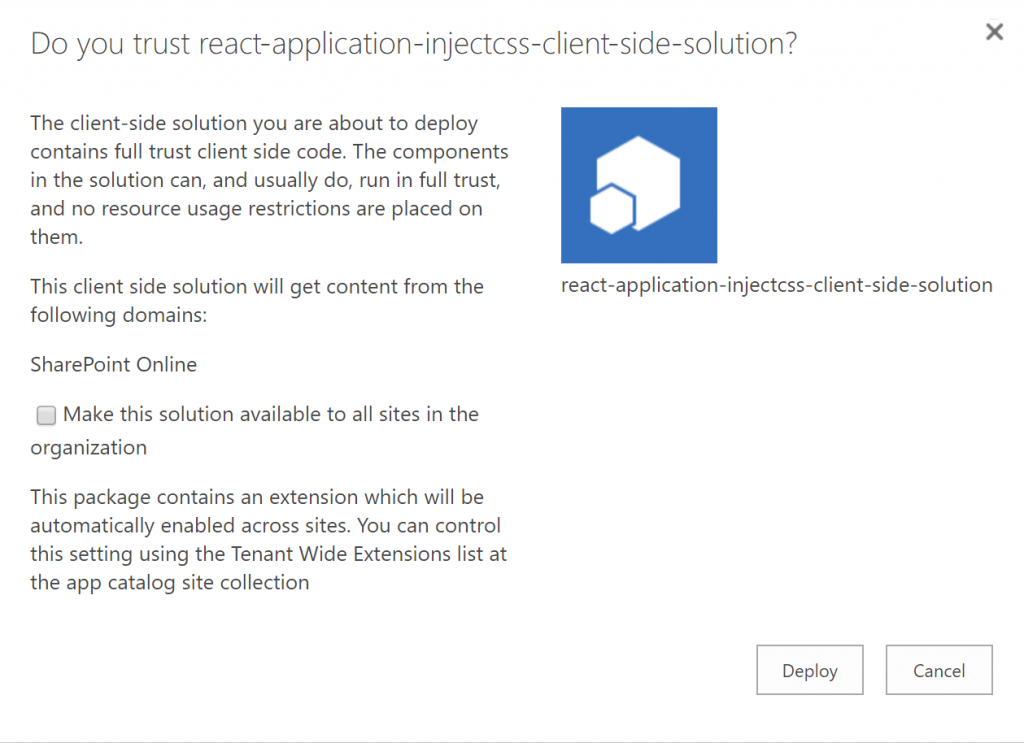 Do you trust react-application-injectcss-client-side-solution?
The client-side solution you are about to deploy
contains full trust client side code. The components
in the solution can, and usually do, run in full trust,
and no resource usage restrictions are placed on
them.
This client side solution will get content from the
following domains:
SharePoint Online
Make this solution available to all sites in the
organization
This package contains an extension which will be
automatically enabled across sites. You can control
this setting using the Tenant Wide Extensions list at
the app catalog site collection
react-application-injectcss-client-side-solution
Deploy
Cancel